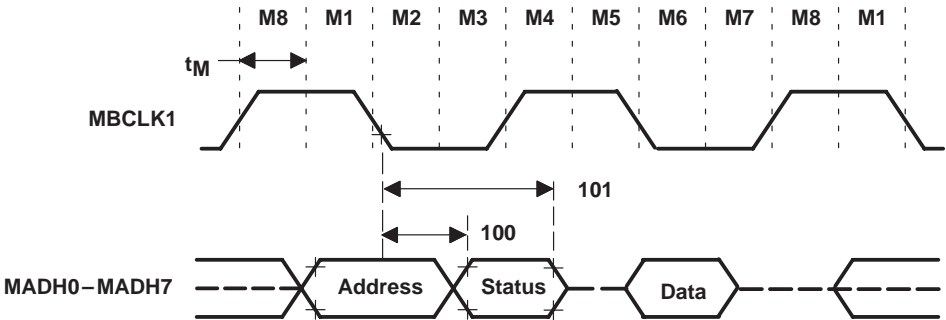 M8 M1 M2 M3 M4 M5 M6 M7 M8 M1
tM
MBCLK1
101
100
MADH0–MADH7 Address Status Data